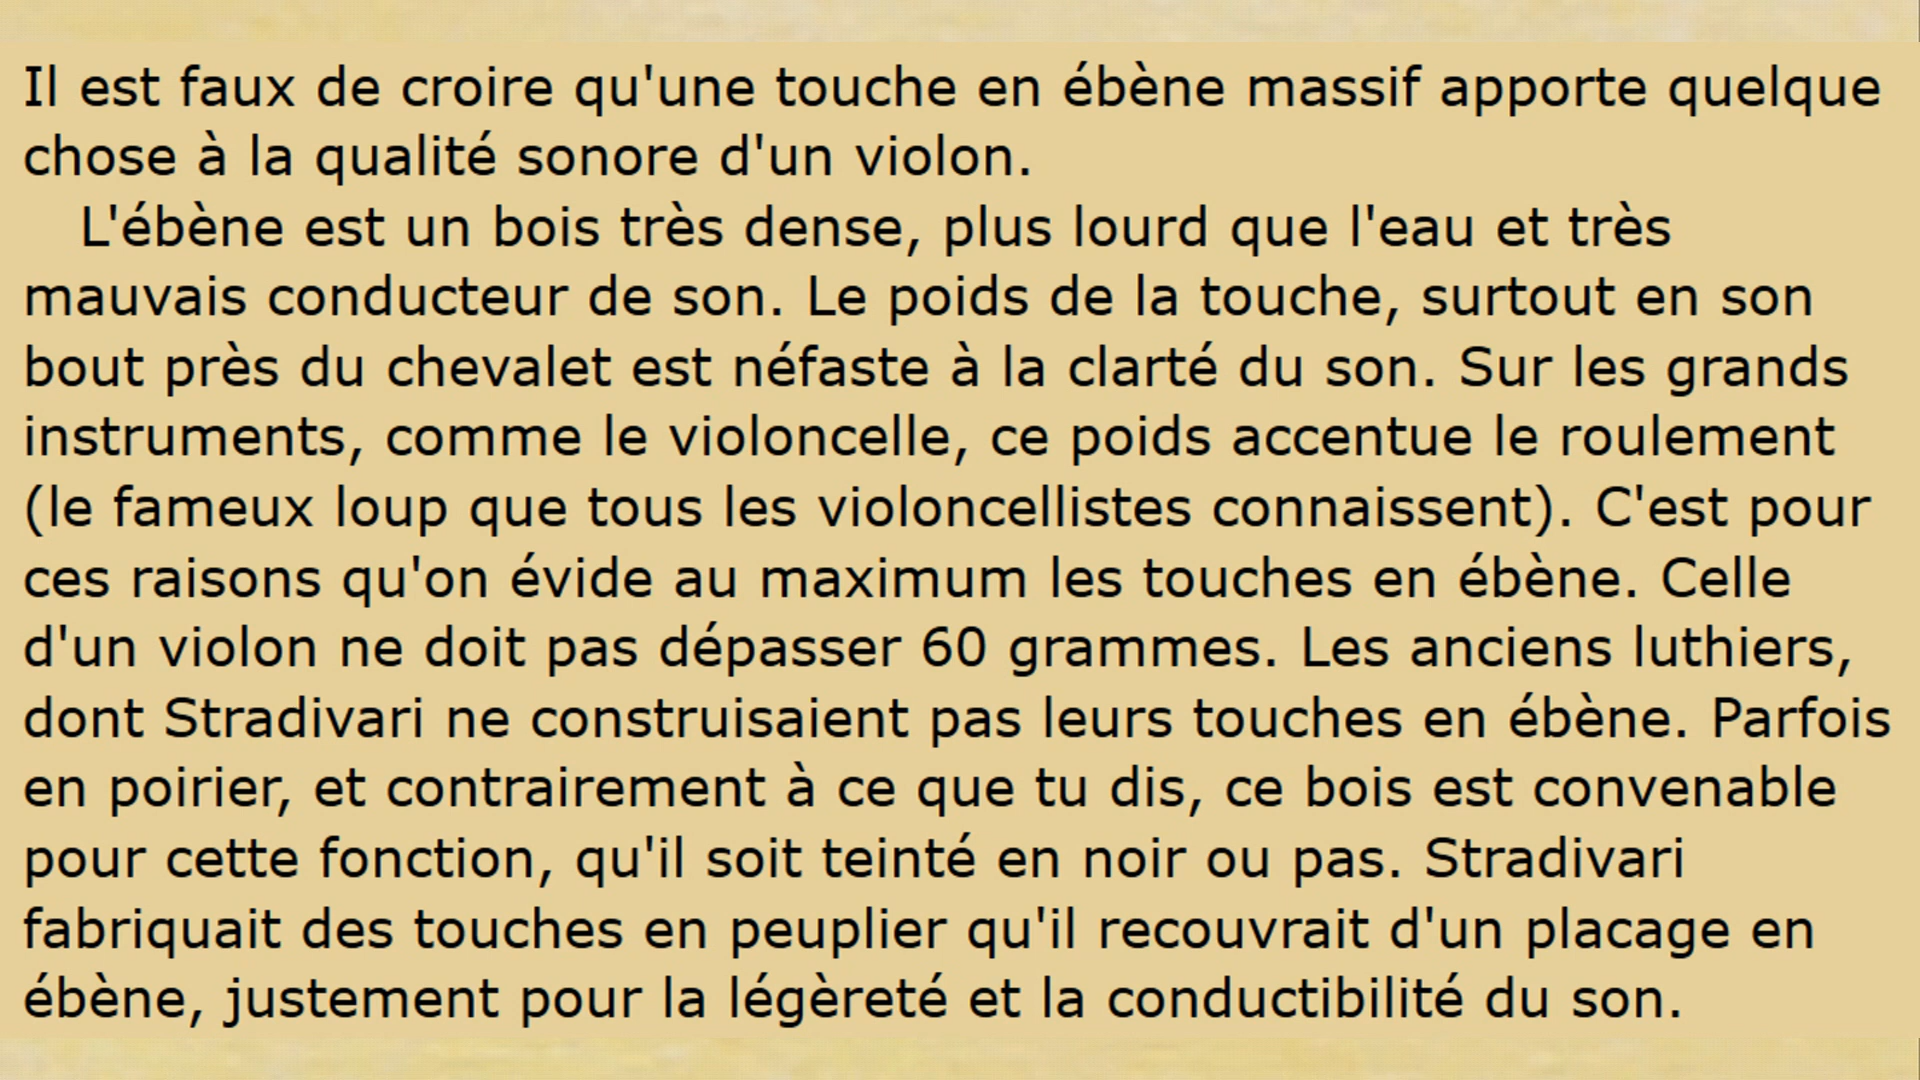 Il est faux de croire qu'une touche en ébène massif apporte quelque
chose à la qualité sonore d'un violon.
L'ébène est un bois très dense, plus lourd que l'eau et très
mauvais conducteur de son. Le poids de la touche, surtout en son
bout près du chevalet est néfaste à la clarté du son. Sur les grands
instruments, comme le violoncelle, ce poids accentue le roulement
(le fameux loup que tous les violoncellistes connaissent). C'est pour
ces raisons qu'on évide au maximum les touches en ébène. Celle
d'un violon ne doit pas dépasser 60 grammes. Les anciens luthiers,
dont Stradivari ne construisaient pas leurs touches en ébène. Parfois
en poirier, et contrairement à ce que tu dis, ce bois est convenable
pour cette fonction, qu'il soit teinté en noir ou pas. Stradivari
fabriquait des touches en peuplier qu'il recouvrait d'un placage en
ébène, justement pour la légèreté et la conductibilité du son.